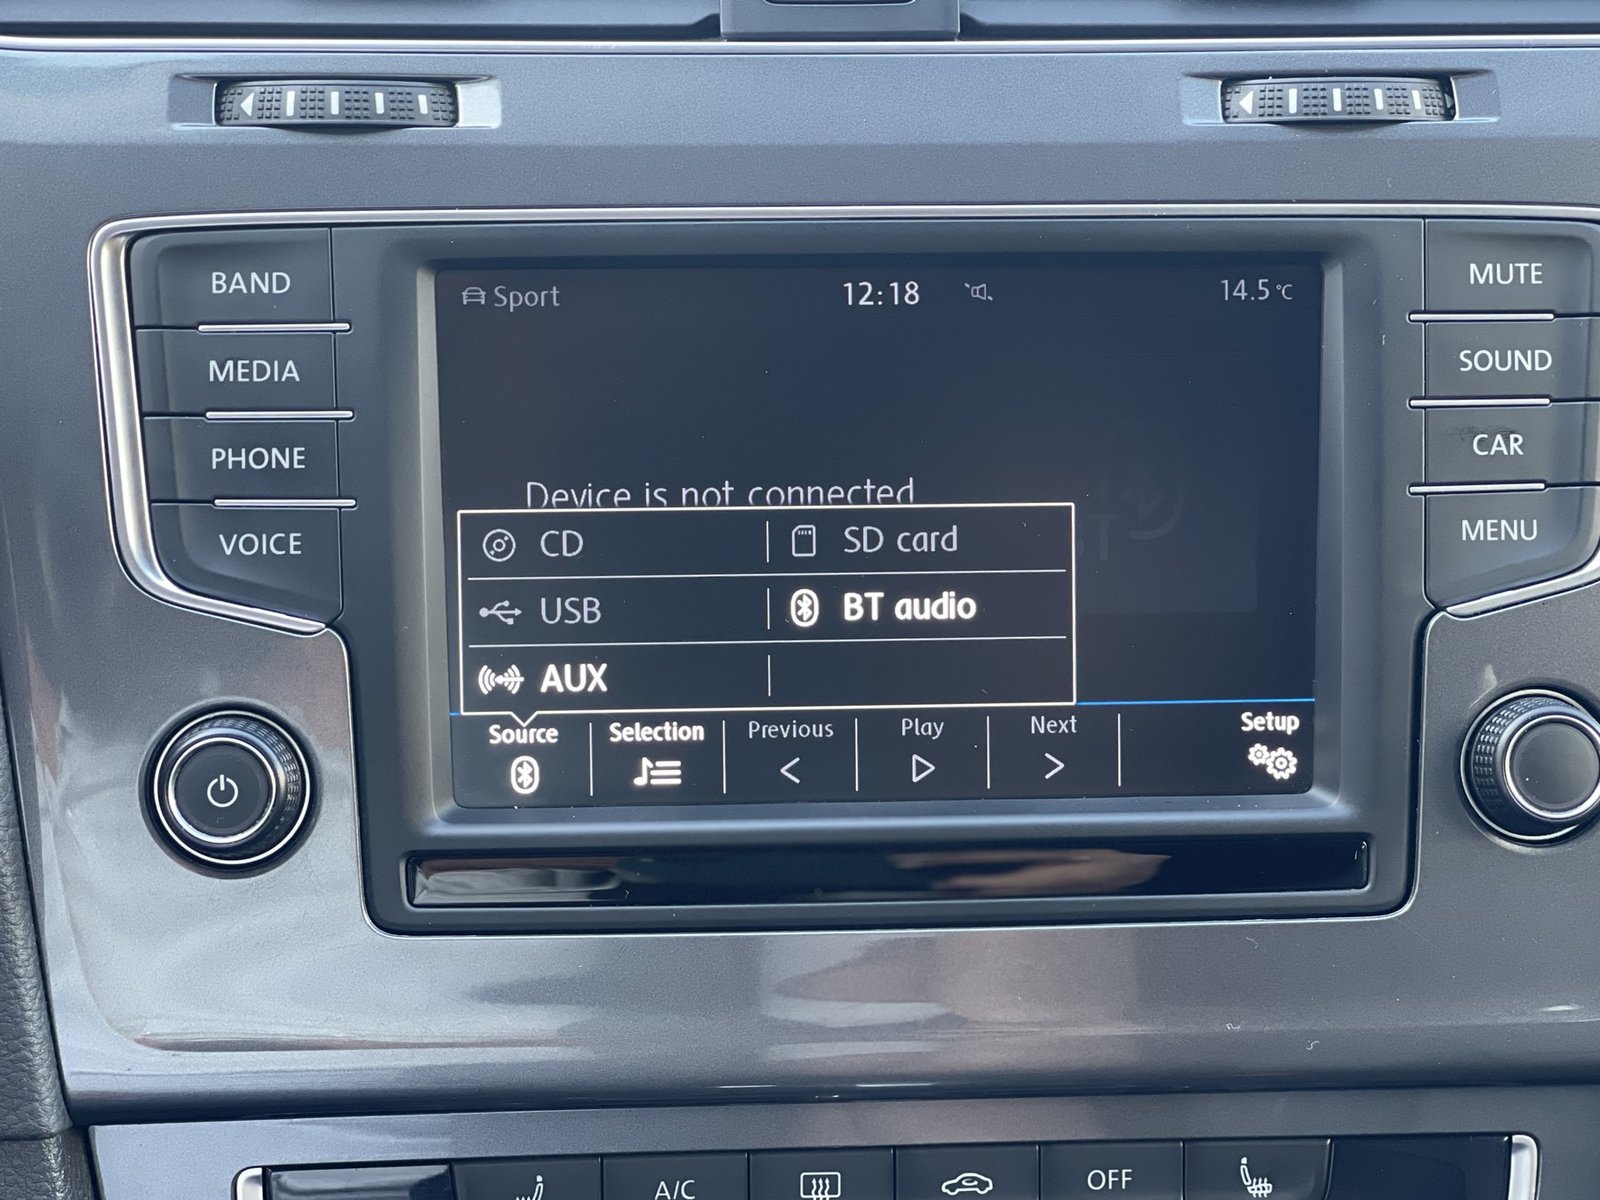 BAND
MEDIA
PHONE
VOICE
Sport 12:18 14.5°C
Device is not connected
CD SD card
USB BT audio
AUX
Source Selection Previous Play Next Setup
MUTE
SOUND
CAR
MENU
A/C OFF